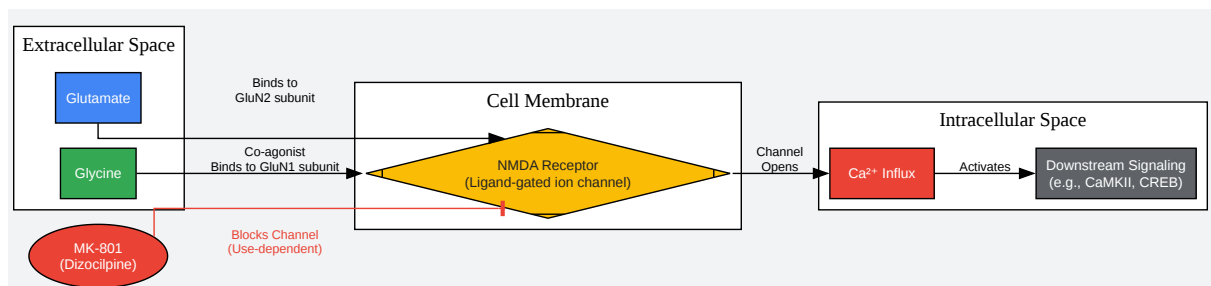 Extracellular Space
Glutamate
Glycine
MK-801
(Dizocilpine)
Binds to
GluN2 subunit
Co-agonist
Binds to GluN1 subunit
Blocks Channel
(Use-dependent)
Cell Membrane
NMDA Receptor
(Ligand-gated ion channel)
Channel
Opens
Intracellular Space
Ca²⁺ Influx
Activates
Downstream Signaling
(e.g., CaMKII, CREB)